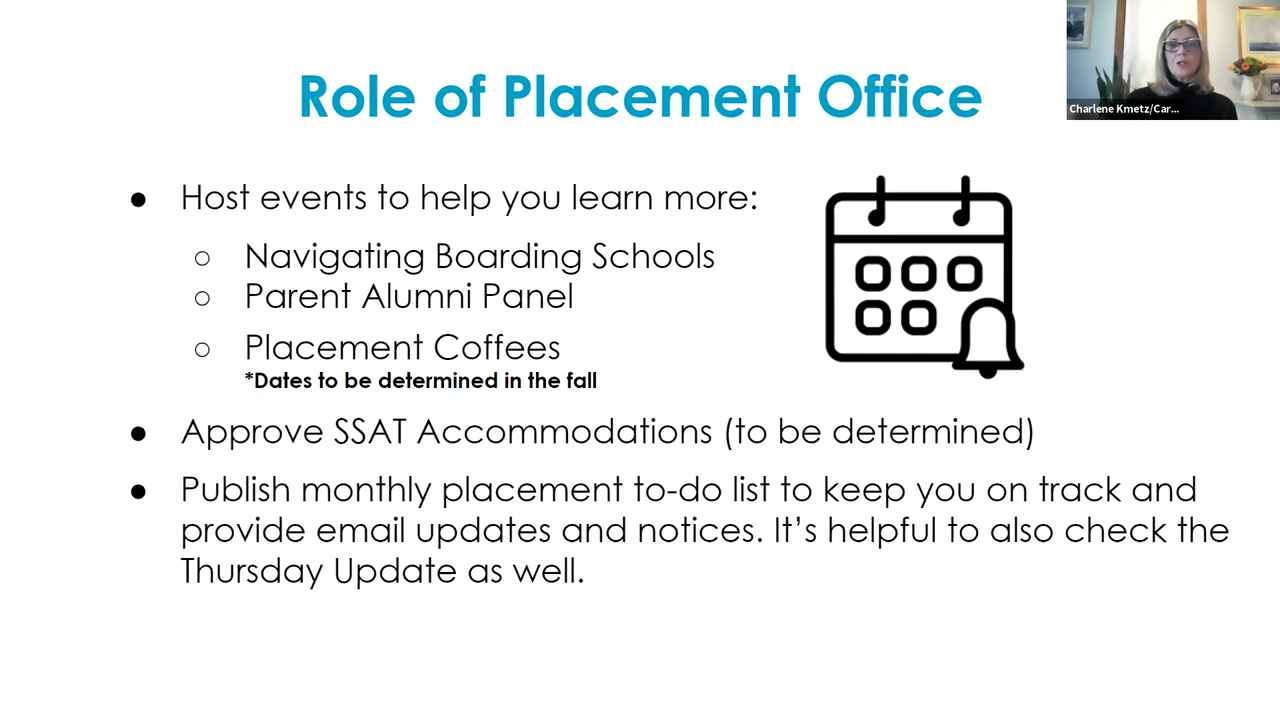 Role of Placement Office
Charlene Kmetz/Car...
● Host events to help you learn more:
○ Navigating Boarding Schools
○ Parent Alumni Panel
○ Placement Coffees
*Dates to be determined in the fall
● Approve SSAT Accommodations (to be determined)
● Publish monthly placement to-do list to keep you on track and
provide email updates and notices. It’s helpful to also check the
Thursday Update as well.